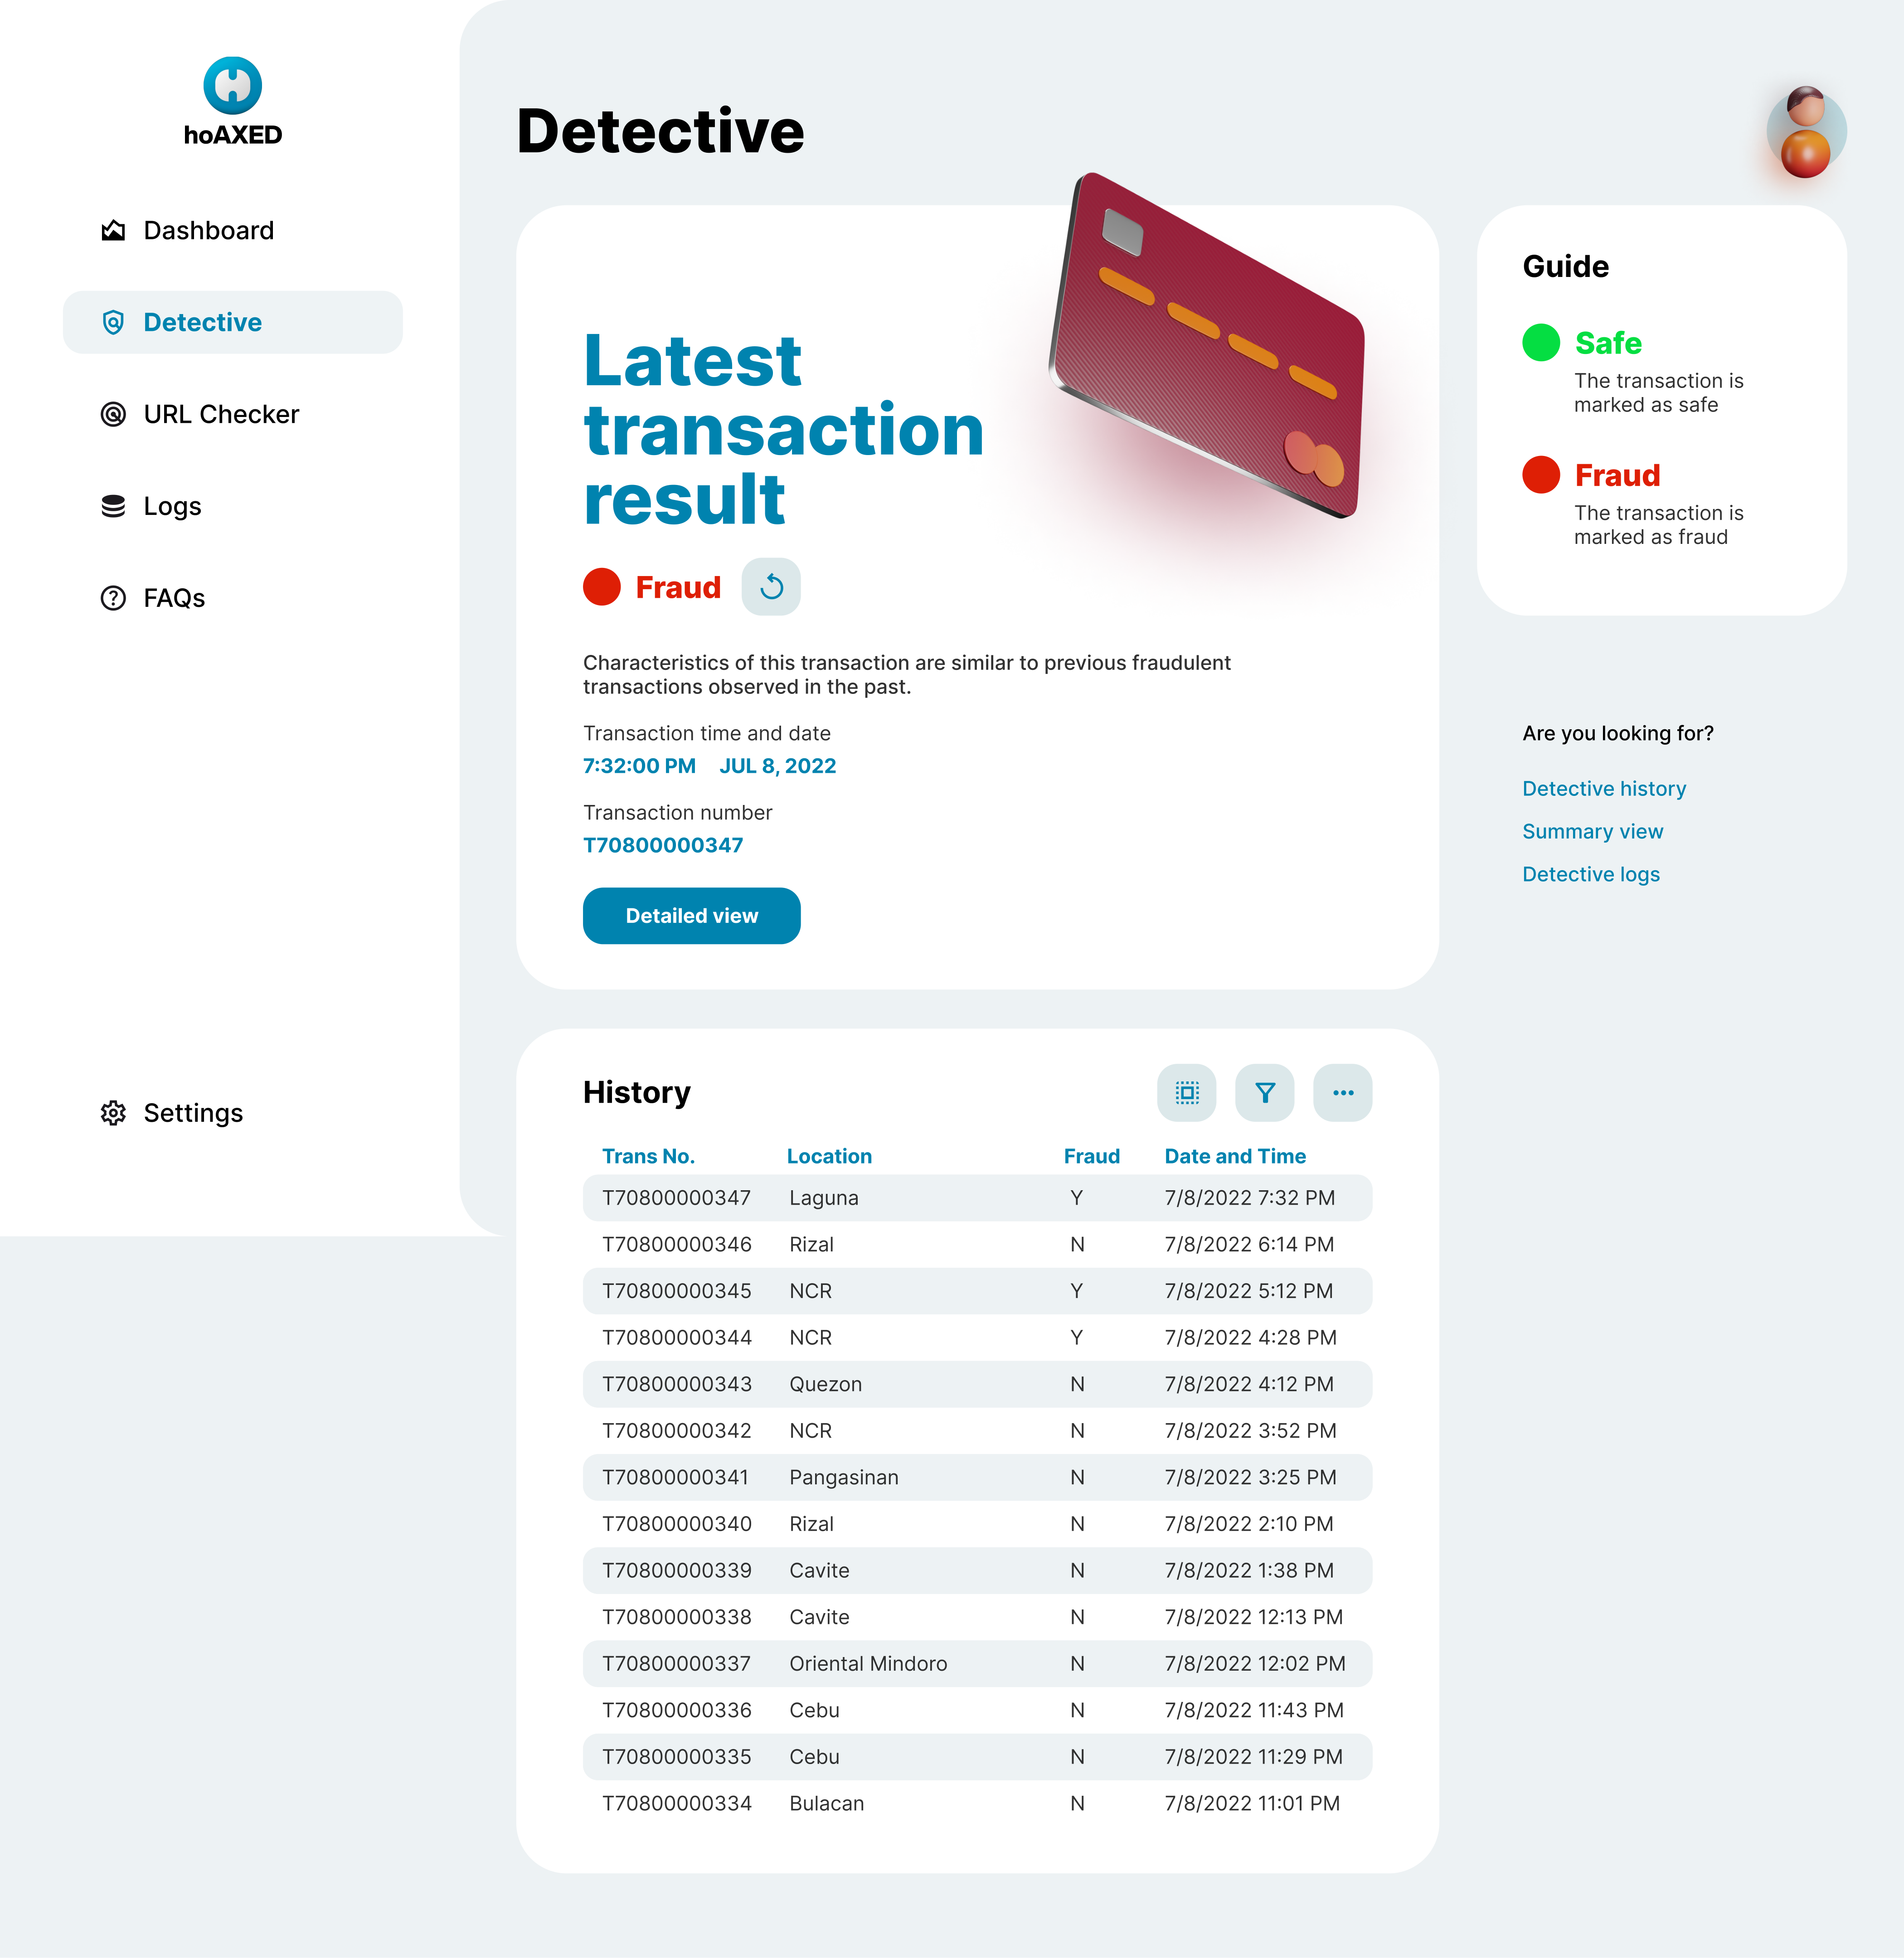 hoAXED
Dashboard
Detective
URL Checker
Logs
FAQs
Settings
Detective
Latest
transaction
result
Fraud
Characteristics of this transaction are similar to previous fraudulent
transactions observed in the past.
Transaction time and date
7:32:00 PM JUL 8, 2022
Transaction number
T70800000347
Detailed view
Guide
Safe
The transaction is
marked as safe
Fraud
The transaction is
marked as fraud
Are you looking for?
Detective history
Summary view
Detective logs
History
Trans No. Location Fraud Date and Time
T70800000347 Laguna Y 7/8/2022 7:32 PM
T70800000346 Rizal N 7/8/2022 6:14 PM
T70800000345 NCR Y 7/8/2022 5:12 PM
T70800000344 NCR Y 7/8/2022 4:28 PM
T70800000343 Quezon N 7/8/2022 4:12 PM
T70800000342 NCR N 7/8/2022 3:52 PM
T70800000341 Pangasinan N 7/8/2022 3:25 PM
T70800000340 Rizal N 7/8/2022 2:10 PM
T70800000339 Cavite N 7/8/2022 1:38 PM
T70800000338 Cavite N 7/8/2022 12:13 PM
T70800000337 Oriental Mindoro N 7/8/2022 12:02 PM
T70800000336 Cebu N 7/8/2022 11:43 PM
T70800000335 Cebu N 7/8/2022 11:29 PM
T70800000334 Bulacan N 7/8/2022 11:01 PM